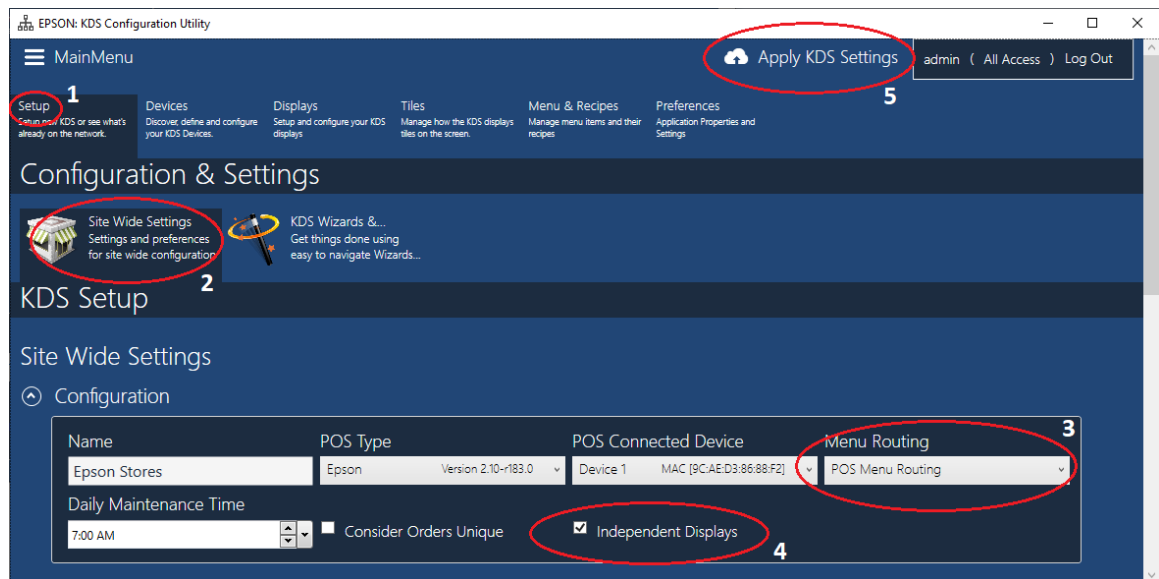 EPSON: KDS Configuration Utility
MainMenu
Apply KDS Settings
admin ( All Access ) Log Out
1
5
Setup
Setup new KDS or see what's
already on the network.
Devices
Discover, define and configure
your KDS Devices.
Displays
Setup and configure your KDS
displays
Tiles
Manage how the KDS displays
tiles on the screen.
Menu & Recipes
Manage menu items and their
recipes
Preferences
Application Properties and
Settings
Configuration & Settings
Site Wide Settings
Settings and preferences
for site wide configuration
2
KDS Wizards &...
Get things done using
easy to navigate Wizards...
KDS Setup
Site Wide Settings
Configuration
3
Name
POS Type
POS Connected Device
Menu Routing
Epson Stores
Epson Version 2.10-r183.0
Device 1 MAC [9C:AE:D3:86:88:F2]
POS Menu Routing
Daily Maintenance Time
7:00 AM
Consider Orders Unique
Independent Displays
4